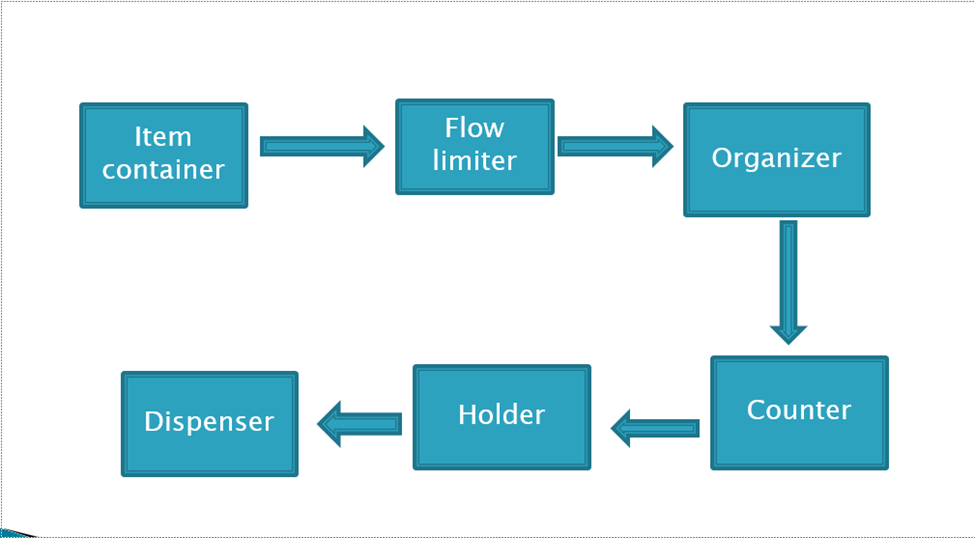 Item
container
Flow
limiter
Organizer
Counter
Holder
Dispenser